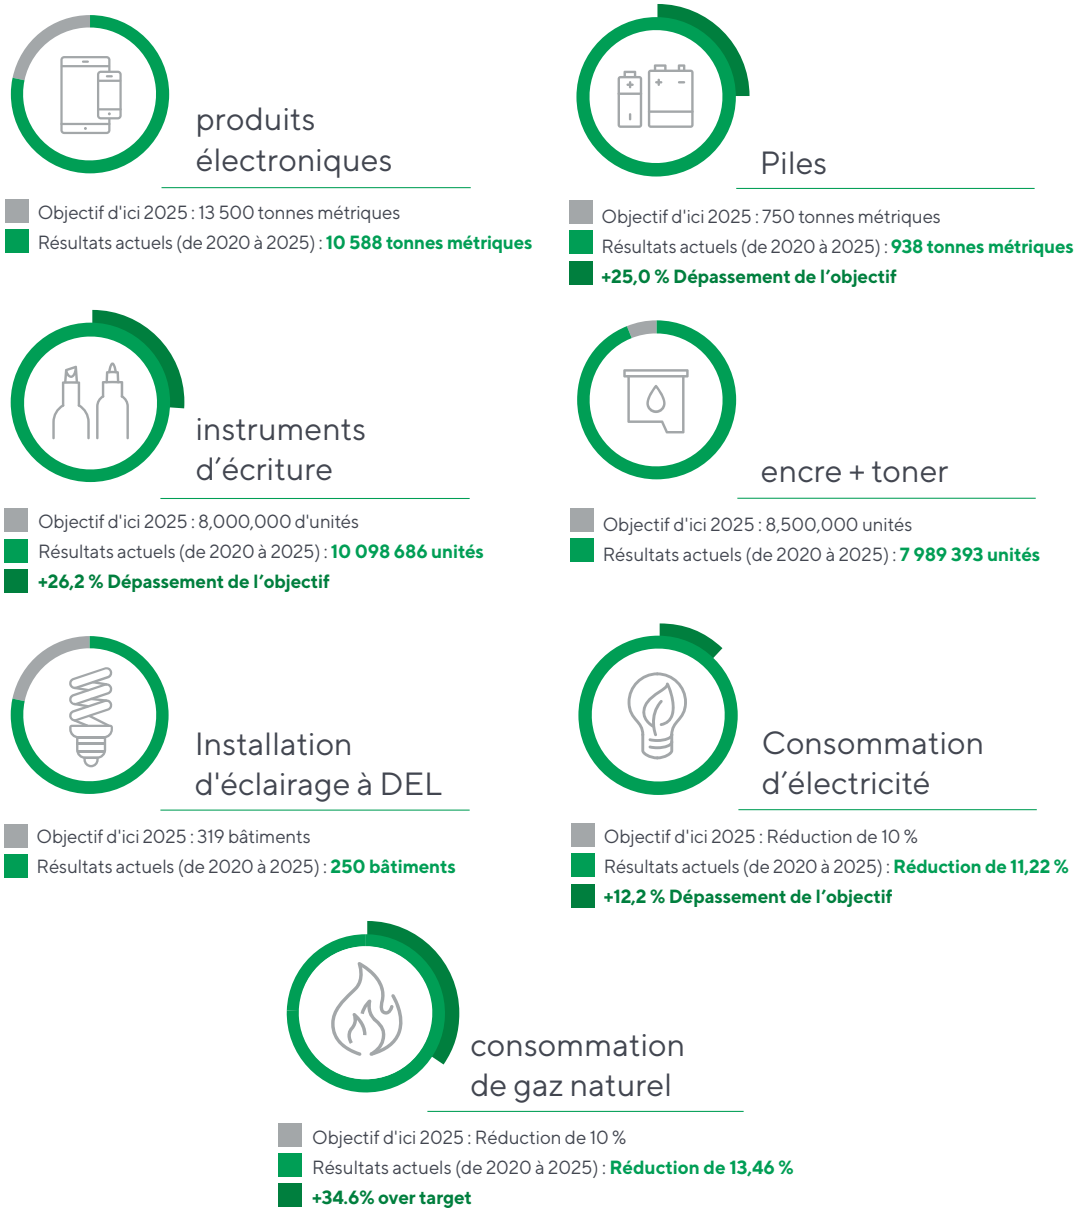 produits
électroniques
Objectif d'ici 2025 : 13 500 tonnes métriques
Résultats actuels (de 2020 à 2025) : 10 588 tonnes métriques
Piles
Objectif d'ici 2025 : 750 tonnes métriques
Résultats actuels (de 2020 à 2025) : 938 tonnes métriques
+25,0 % Dépassement de l’objectif
instruments
d’écriture
Objectif d'ici 2025 : 8,000,000 d'unités
Résultats actuels (de 2020 à 2025) : 10 098 686 unités
+26,2 % Dépassement de l’objectif
encre + toner
Objectif d'ici 2025 : 8,500,000 unités
Résultats actuels (de 2020 à 2025) : 7 989 393 unités
Installation
d'éclairage à DEL
Objectif d'ici 2025 : 319 bâtiments
Résultats actuels (de 2020 à 2025) : 250 bâtiments
Consommation
d’électricité
Objectif d'ici 2025 : Réduction de 10 %
Résultats actuels (de 2020 à 2025) : Réduction de 11,22 %
+12,2 % Dépassement de l’objectif
consommation
de gaz naturel
Objectif d'ici 2025 : Réduction de 10 %
Résultats actuels (de 2020 à 2025) : Réduction de 13,46 %
+34.6% over target